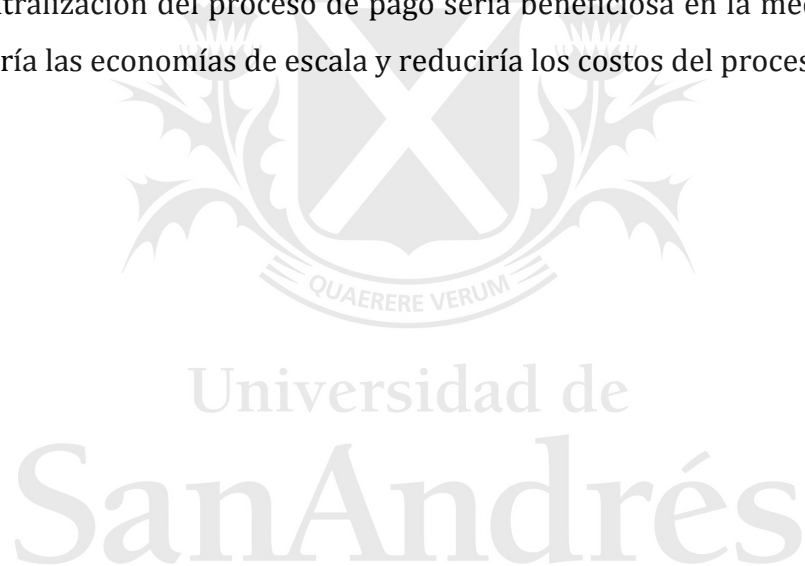 tralización del proceso de pago sería beneficiosa en la me
ría las economías de escala y reduciría los costos del proces
QUAERERE VERUM
Universidad de
SanAndrés